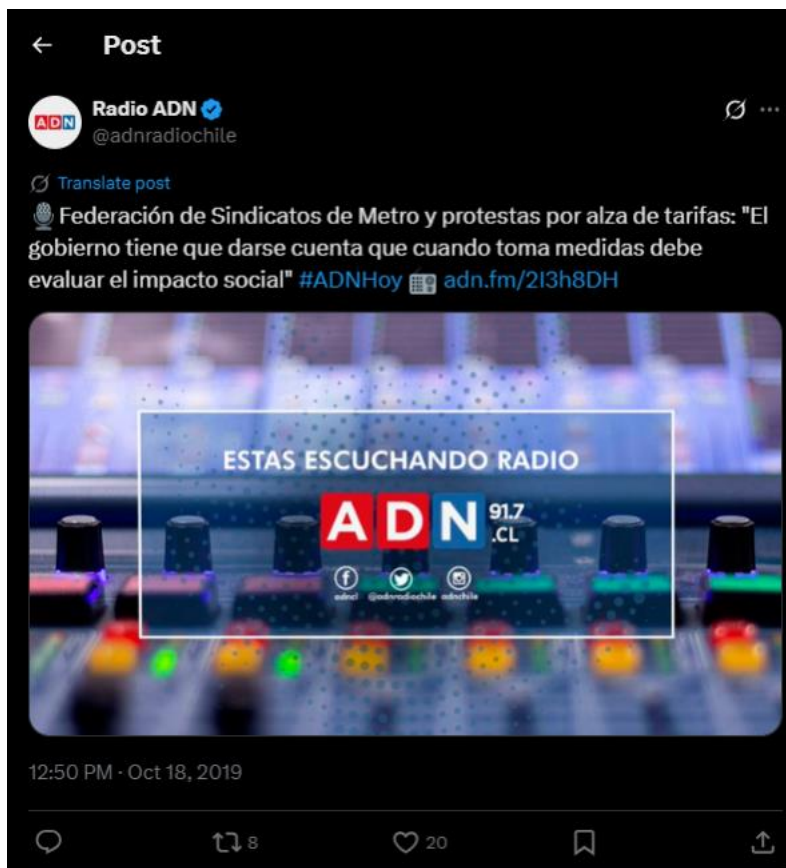 Post
Radio ADN
@adnradiochile
Translate post
Federación de Sindicatos de Metro y protestas por alza de tarifas: "El
gobierno tiene que darse cuenta que cuando toma medidas debe
evaluar el impacto social" #ADNHoy adn.fm/2I3h8DH
ESTAS ESCUCHANDO RADIO
ADN 91.7
.CL
adncl @adnradiochile adnchile
12:50 PM · Oct 18, 2019
8 20